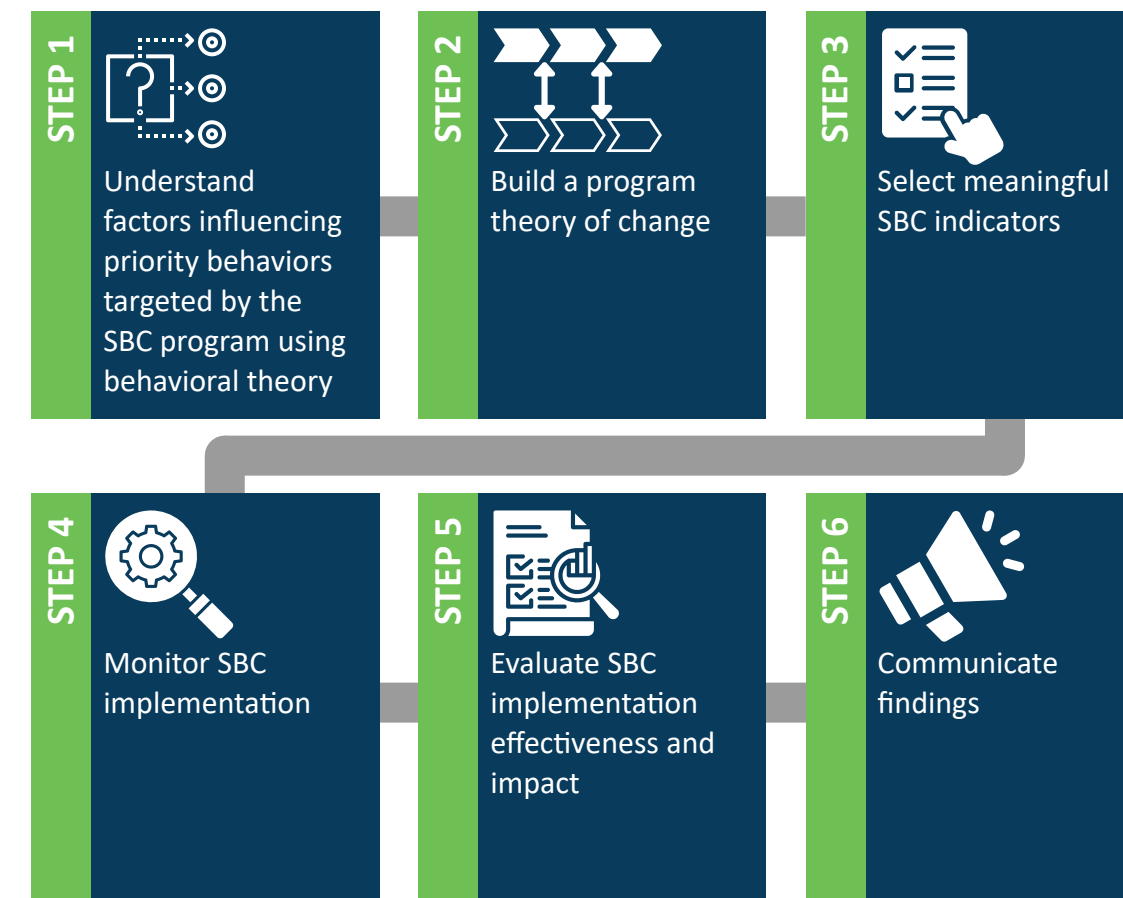 STEP 1
Understand
factors influencing
priority behaviors
targeted by the
SBC program using
behavioral theory
STEP 2
Build a program
theory of change
STEP 3
Select meaningful
SBC indicators
STEP 4
Monitor SBC
implementation
STEP 5
Evaluate SBC
implementation
effectiveness and
impact
STEP 6
Communicate
findings